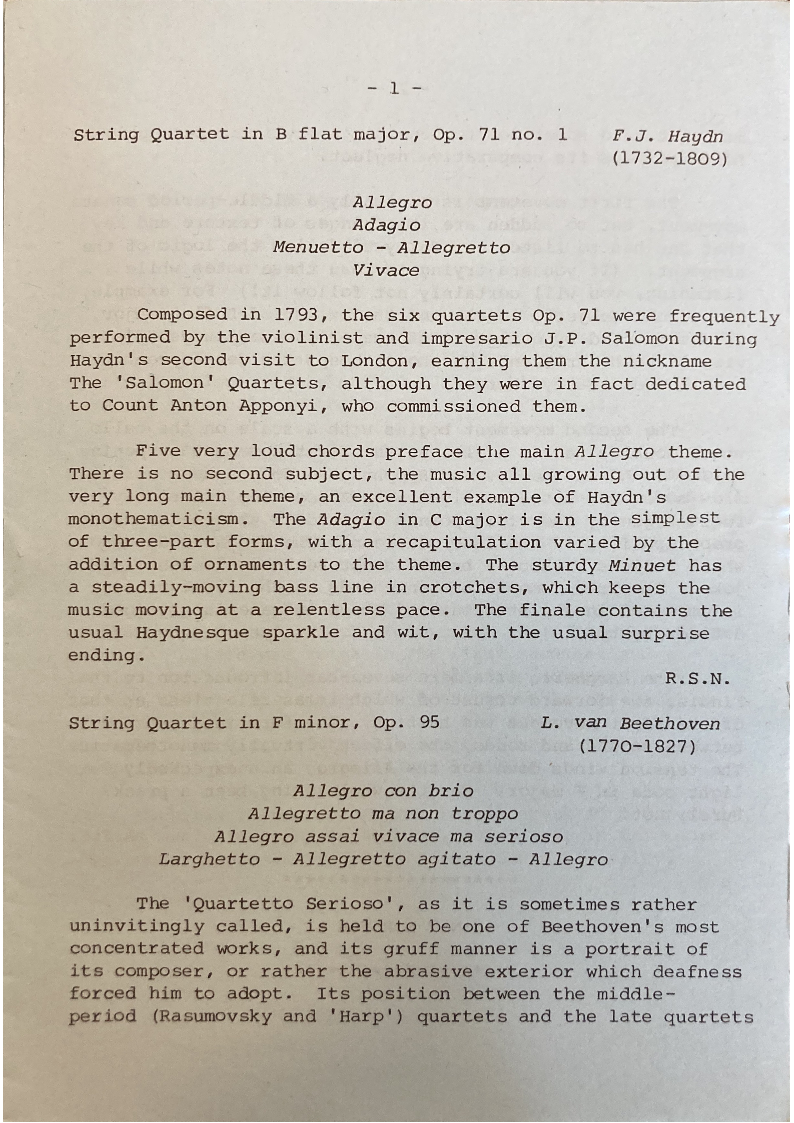 - 1 -
String Quartet in B flat major, Op. 71 no. 1 F.J. Haydn
(1732-1809)
Allegro
Adagio
Menuetto - Allegretto
Vivace
Composed in 1793, the six quartets Op. 71 were frequently
performed by the violinist and impresario J.P. Salomon during
Haydn's second visit to London, earning them the nickname
The 'Salomon' Quartets, although they were in fact dedicated
to Count Anton Apponyi, who commissioned them.
Five very loud chords preface the main Allegro theme.
There is no second subject, the music all growing out of the
very long main theme, an excellent example of Haydn's
monothematicism. The Adagio in C major is in the simplest
of three-part forms, with a recapitulation varied by the
addition of ornaments to the theme. The sturdy Minuet has
a steadily-moving bass line in crotchets, which keeps the
music moving at a relentless pace. The finale contains the
usual Haydnesque sparkle and wit, with the usual surprise
ending.
R.S.N.
String Quartet in F minor, Op. 95 L. van Beethoven
(1770-1827)
Allegro con brio
Allegretto ma non troppo
Allegro assai vivace ma serioso
Larghetto - Allegretto agitato - Allegro
The 'Quartetto Serioso', as it is sometimes rather
uninvitingly called, is held to be one of Beethoven's most
concentrated works, and its gruff manner is a portrait of
its composer, or rather the abrasive exterior which deafness
forced him to adopt. Its position between the middle-
period (Rasumovsky and 'Harp') quartets and the late quartets